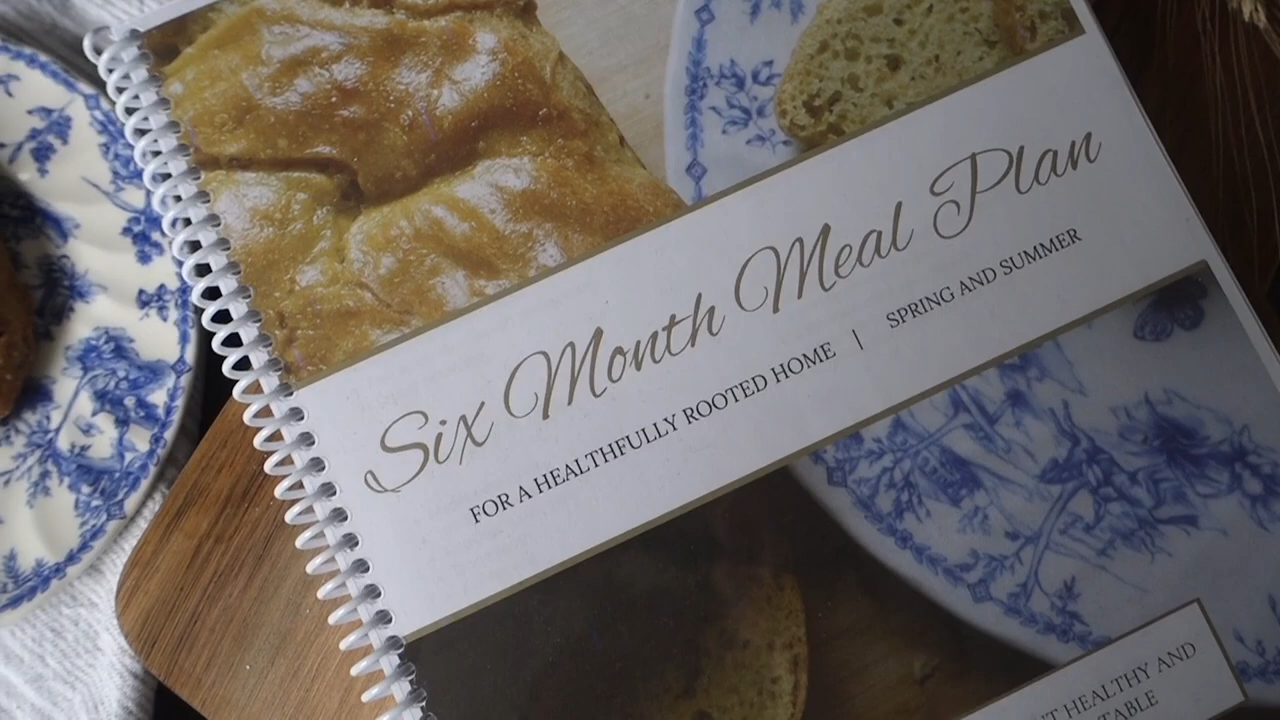 Six Month Meal Plan
FOR A HEALTHFULLY ROOTED HOME | SPRING AND SUMMER
HEALTHY AND